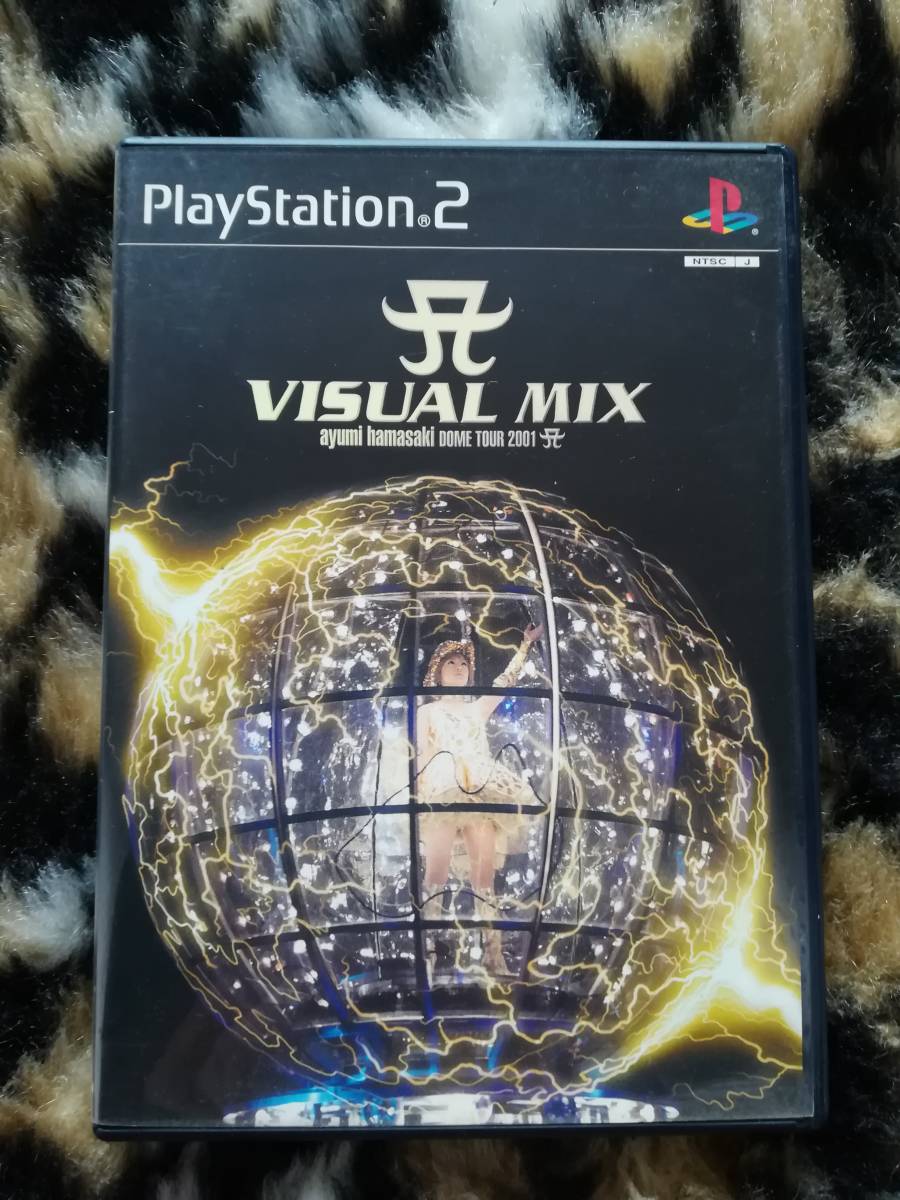 PlayStation®2
®
NTSC J
A
VISUAL MIX
ayumi hamasaki DOME TOUR 2001 A